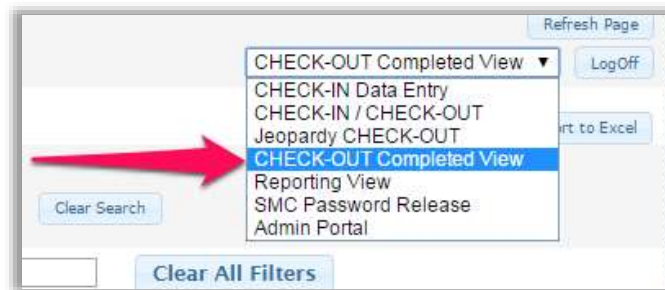 Refresh Page
CHECK-OUT Completed View
LogOff
CHECK-IN Data Entry
CHECK-IN / CHECK-OUT
Jeopardy CHECK-OUT
rt to Excel
CHECK-OUT Completed View
Reporting View
SMC Password Release
Clear Search
Admin Portal
Clear All Filters